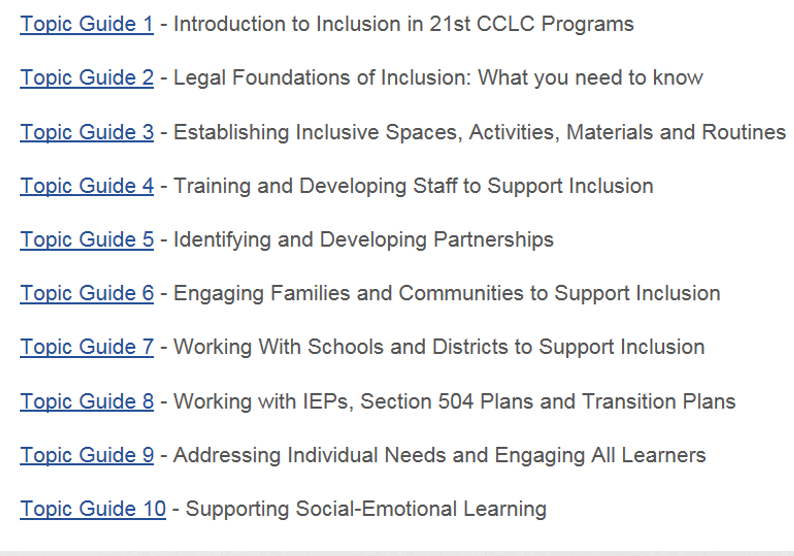 Topic Guide 1 - Introduction to Inclusion in 21st CCLC Programs
Topic Guide 2 - Legal Foundations of Inclusion: What you need to know
Topic Guide 3 - Establishing Inclusive Spaces, Activities, Materials and Routines
Topic Guide 4 - Training and Developing Staff to Support Inclusion
Topic Guide 5 - Identifying and Developing Partnerships
Topic Guide 6 - Engaging Families and Communities to Support Inclusion
Topic Guide 7 - Working With Schools and Districts to Support Inclusion
Topic Guide 8 - Working with IEPs, Section 504 Plans and Transition Plans
Topic Guide 9 - Addressing Individual Needs and Engaging All Learners
Topic Guide 10 - Supporting Social-Emotional Learning